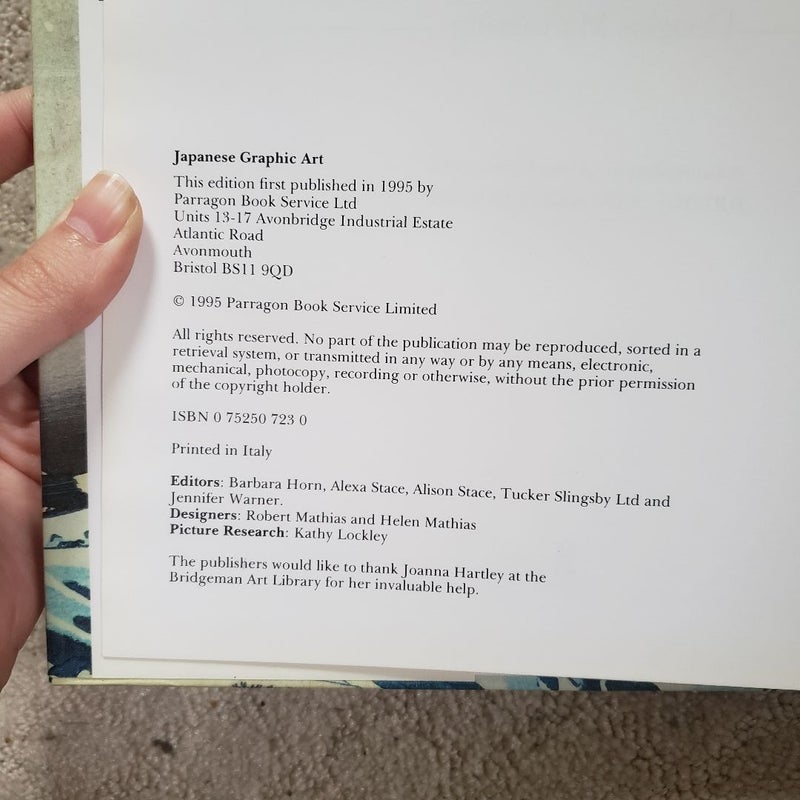 Japanese Graphic Art
This edition first published in 1995 by
Parragon Book Service Ltd
Units 13-17 Avonbridge Industrial Estate
Atlantic Road
Avonmouth
Bristol BS11 9QD
© 1995 Parragon Book Service Limited
All rights reserved. No part of the publication may be reproduced, sorted in a
retrieval system, or transmitted in any way or by any means, electronic,
mechanical, photocopy, recording or otherwise, without the prior permission
of the copyright holder.
ISBN 0 75250 723 0
Printed in Italy
Editors: Barbara Horn, Alexa Stace, Alison Stace, Tucker Slingsby Ltd and
Jennifer Warner.
Designers: Robert Mathias and Helen Mathias
Picture Research: Kathy Lockley
The publishers would like to thank Joanna Hartley at the
Bridgeman Art Library for her invaluable help.